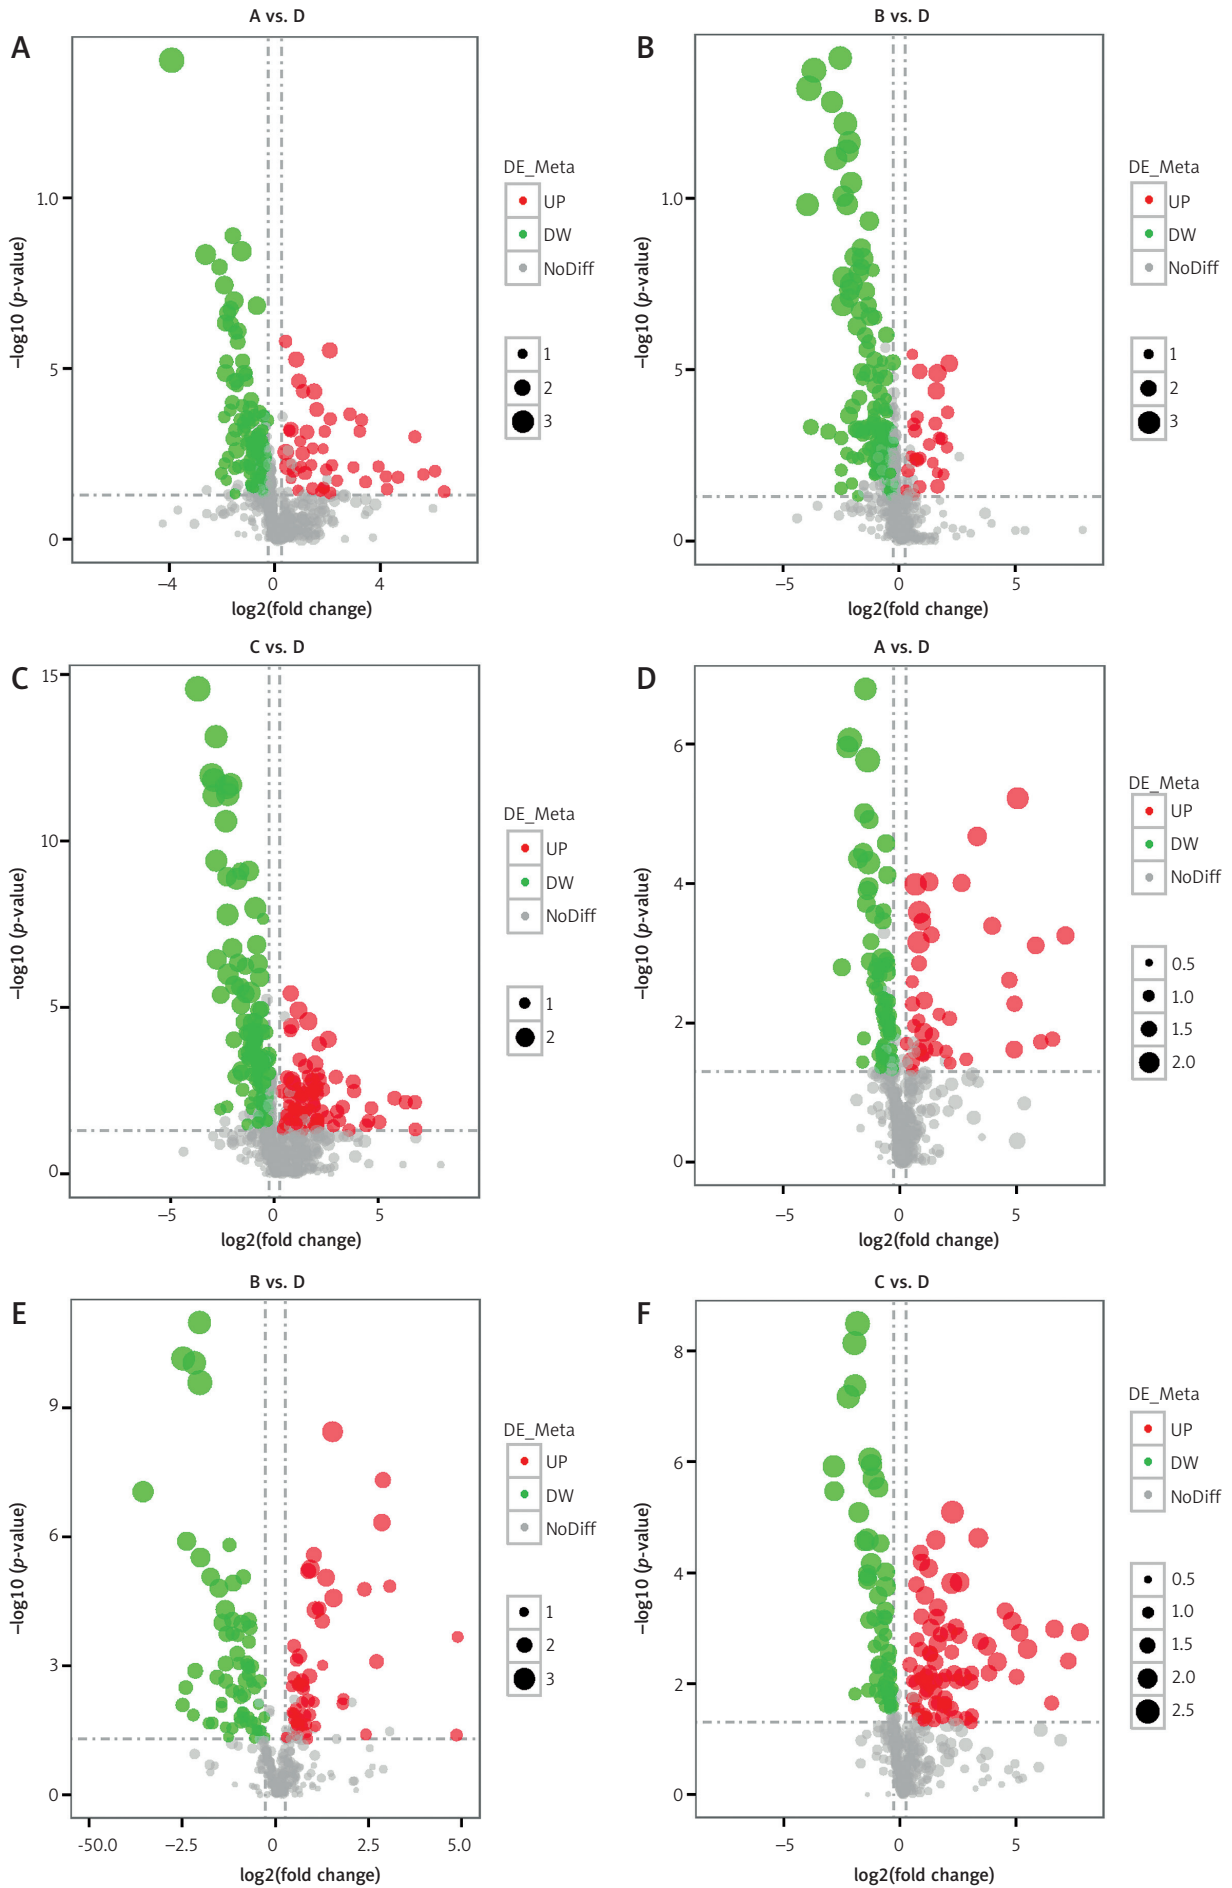 A vs. D
A
1.0
5
0
−4
0
4
−log10 (p-value)
log2(fold change)
DE_Meta
UP
DW
NoDiff
1
2
3
B vs. D
B
1.0
5
0
−5
0
5
−log10 (p-value)
log2(fold change)
DE_Meta
UP
DW
NoDiff
1
2
3
C vs. D
C
15
10
5
0
−5
0
5
−log10 (p-value)
log2(fold change)
DE_Meta
UP
DW
NoDiff
1
2
A vs. D
D
6
4
2
0
−5
0
5
−log10 (p-value)
log2(fold change)
DE_Meta
UP
DW
NoDiff
0.5
1.0
1.5
2.0
B vs. D
E
9
6
3
0
-50.0
−2.5
0
2.5
5.0
−log10 (p-value)
log2(fold change)
DE_Meta
UP
DW
NoDiff
1
2
3
C vs. D
F
8
6
4
2
0
−5
0
5
−log10 (p-value)
log2(fold change)
DE_Meta
UP
DW
NoDiff
0.5
1.0
1.5
2.0
2.5